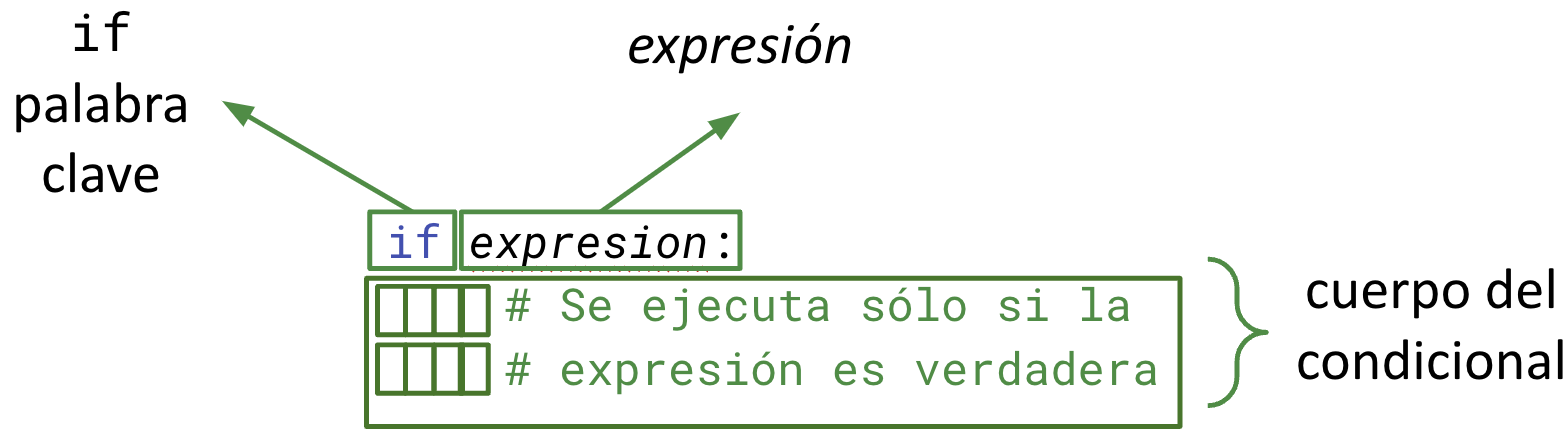 if
palabra
clave
expresión
if expresion:
# Se ejecuta sólo si la
# expresión es verdadera
cuerpo del
condicional